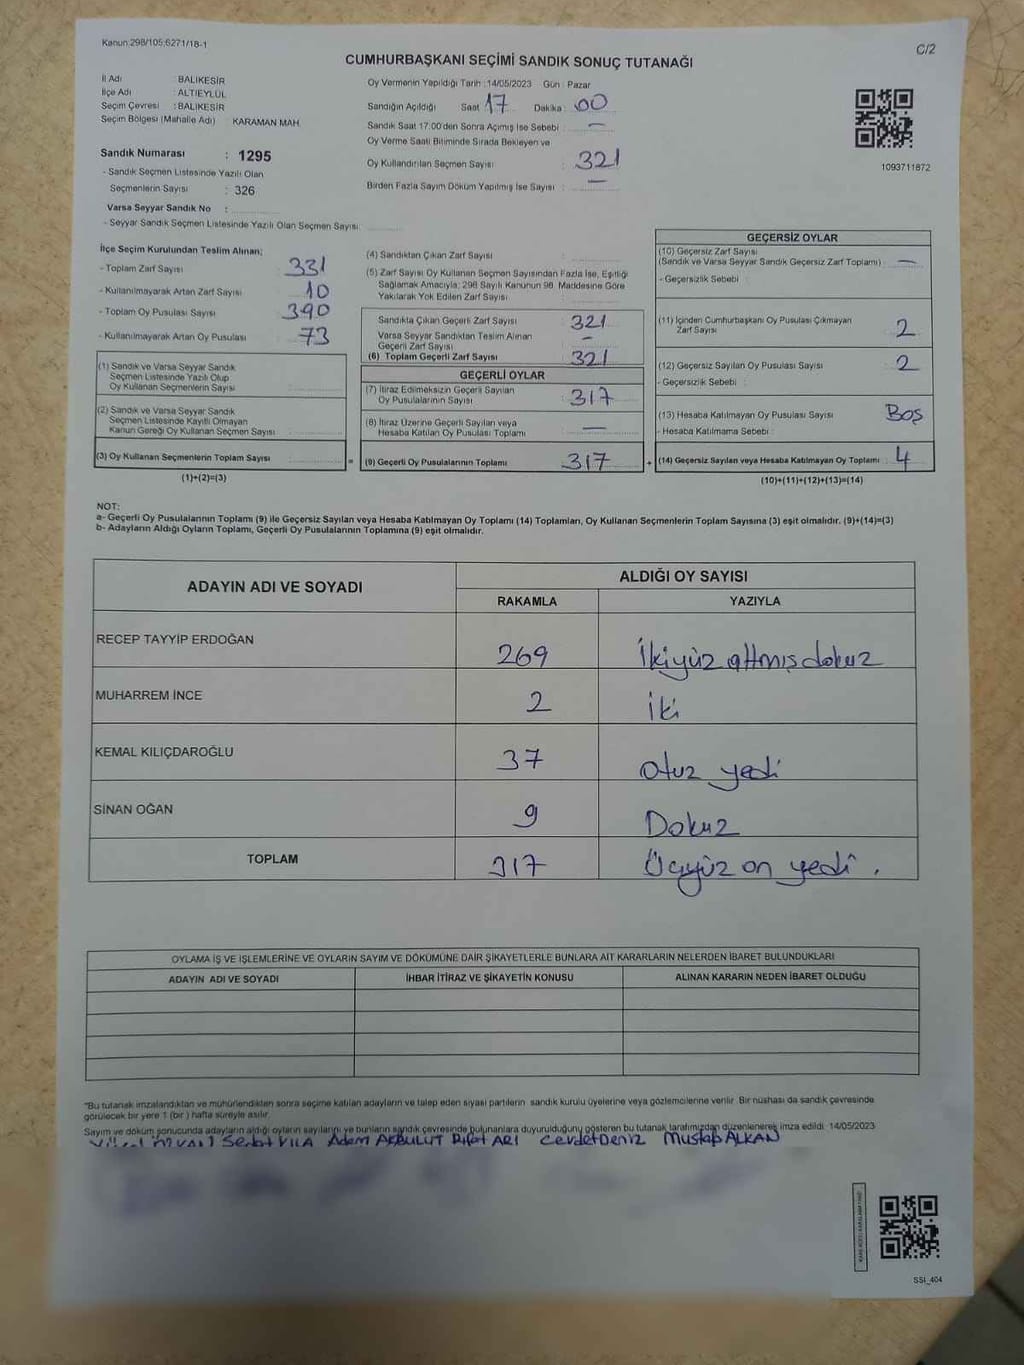 Kanun:298/105;6271/18-1
C/2
CUMHURBAŞKANI SEÇİMİ SANDIK SONUÇ TUTANAĞI
İl Adı : BALIKESİR
İlçe Adı : ALTIEYLÜL
Seçim Çevresi : BALIKESİR
Seçim Bölgesi (Mahalle Adı) : KARAMAN MAH
Sandık Numarası : 1295
- Sandık Seçmen Listesinde Yazılı Olan
Seçmenlerin Sayısı : 326
Varsa Seyyar Sandık No :
- Seyyar Sandık Seçmen Listesinde Yazılı Olan Seçmen Sayısı:
Oy Vermenin Yapıldığı Tarih : 14/05/2023 Gün : Pazar
Sandığın Açıldığı Saat 17 Dakika : 00
Sandık Saat 17:00'den Sonra Açımış İse Sebebi : —
Oy Verme Saati Bitiminde Sırada Bekleyen ve
Oy Kullandırılan Seçmen Sayısı : 321
Birden Fazla Sayım Döküm Yapılmış İse Sayısı : —
1093711872
İlçe Seçim Kurulundan Teslim Alınan;
- Toplam Zarf Sayısı 331
- Kullanılmayarak Artan Zarf Sayısı 10
- Toplam Oy Pusulası Sayısı 390
- Kullanılmayarak Artan Oy Pusulası 73
(1) Sandık ve Varsa Seyyar Sandık
Seçmen Listesinde Yazılı Olup
Oy Kullanan Seçmenlerin Sayısı :
(2) Sandık ve Varsa Seyyar Sandık
Seçmen Listesinde Kayıtlı Olmayan
Kanun Gereği Oy Kullanan Seçmen Sayısı :
(3) Oy Kullanan Seçmenlerin Toplam Sayısı : =
(1)+(2)=(3)
(4) Sandıktan Çıkan Zarf Sayısı :
(5) Zarf Sayısı Oy Kullanan Seçmen Sayısından Fazla İse, Eşitliği
Sağlamak Amacıyla; 298 Sayılı Kanunun 98. Maddesine Göre
Yakılarak Yok Edilen Zarf Sayısı :
Sandıkta Çıkan Geçerli Zarf Sayısı : 321
Varsa Seyyar Sandıktan Teslim Alınan
Geçerli Zarf Sayısı : —
(6) Toplam Geçerli Zarf Sayısı : 321
GEÇERLİ OYLAR
(7) İtiraz Edilmeksizin Geçerli Sayılan
Oy Pusulalarının Sayısı : 317
(8) İtiraz Üzerine Geçerli Sayılan veya
Hesaba Katılan Oy Pusulası Toplamı : —
(9) Geçerli Oy Pusulalarının Toplamı : 317 +
GEÇERSİZ OYLAR
(10) Geçersiz Zarf Sayısı
(Sandık ve Varsa Seyyar Sandık Geçersiz Zarf Toplamı) : —
- Geçersizlik Sebebi :
(11) İçinden Cumhurbaşkanı Oy Pusulası Çıkmayan
Zarf Sayısı : 2
(12) Geçersiz Sayılan Oy Pusulası Sayısı : 2
- Geçersizlik Sebebi :
(13) Hesaba Katılmayan Oy Pusulası Sayısı : Boş
- Hesaba Katılmama Sebebi :
(14) Geçersiz Sayılan veya Hesaba Katılmayan Oy Toplamı : 4
(10)+(11)+(12)+(13)=(14)
NOT:
a- Geçerli Oy Pusulalarının Toplamı (9) ile Geçersiz Sayılan veya Hesaba Katılmayan Oy Toplamı (14) Toplamları, Oy Kullanan Seçmenlerin Toplam Sayısına (3) eşit olmalıdır. (9)+(14)=(3)
b- Adayların Aldığı Oyların Toplamı, Geçerli Oy Pusulalarının Toplamına (9) eşit olmalıdır.
ADAYIN ADI VE SOYADI ALDIĞI OY SAYISI
RAKAMLA YAZIYLA
RECEP TAYYİP ERDOĞAN 269 İkiyüz altmış dokuz
MUHARREM İNCE 2 İki
KEMAL KILIÇDAROĞLU 37 otuz yedi
SİNAN OĞAN 9 Dokuz
TOPLAM 317 Üçyüz on yedi .
OYLAMA İŞ VE İŞLEMLERİNE VE OYLARIN SAYIM VE DÖKÜMÜNE DAİR ŞİKAYETLERLE BUNLARA AİT KARARLARIN NELERDEN İBARET BULUNDUKLARI
ADAYIN ADI VE SOYADI İHBAR İTİRAZ VE ŞİKAYETİN KONUSU ALINAN KARARIN NEDEN İBARET OLDUĞU
*Bu tutanak imzalandıktan ve mühürlendikten sonra seçime katılan adayların ve talep eden siyasi partilerin sandık kurulu üyelerine veya gözlemcilerine verilir. Bir nüshası da sandık çevresinde
görülecek bir yere 1 (bir ) hafta süreyle asılır.
Sayım ve döküm sonucunda adayların aldığı oyların sayılarını ve bunların sandık çevresinde bulunanlara duyurulduğunu gösteren bu tutanak tarafımızdan düzenlenerek imza edildi. 14/05/2023
Sedat VILA Adem AKBULUT Rıfat ARI Cevdet Deniz Mustafa ALKAN
SSI_404